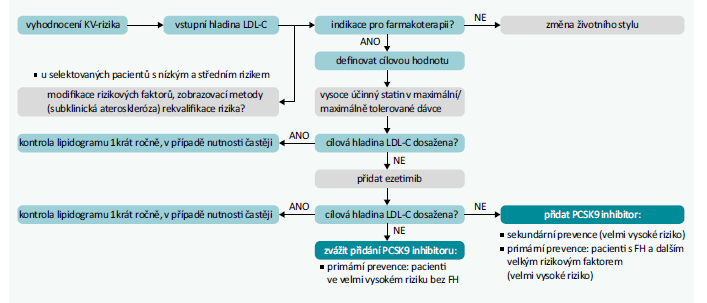 vyhodnocení KV-rizika
vstupní hladina LDL-C
indikace pro farmakoterapii?
NE
změna životního stylu
ANO
definovat cílovou hodnotu
▪ u selektovaných pacientů s nízkým a středním rizikem
modifikace rizikových faktorů, zobrazovací metody
(subklinická ateroskleróza) rekvalifikace rizika?
vysoce účinný statin v maximální/
maximálně tolerované dávce
kontrola lipidogramu 1krát ročně, v případě nutnosti častěji
ANO
cílová hladina LDL-C dosažena?
NE
přidat ezetimib
kontrola lipidogramu 1krát ročně, v případě nutnosti častěji
ANO
cílová hladina LDL-C dosažena?
NE
přidat PCSK9 inhibitor:
NE
▪ sekundární prevence (velmi vysoké riziko)
▪ primární prevence: pacienti s FH a dalším
velkým rizikovým faktorem
(velmi vysoké riziko)
zvážit přidání PCSK9 inhibitoru:
▪ primární prevence: pacienti
ve velmi vysokém riziku bez FH